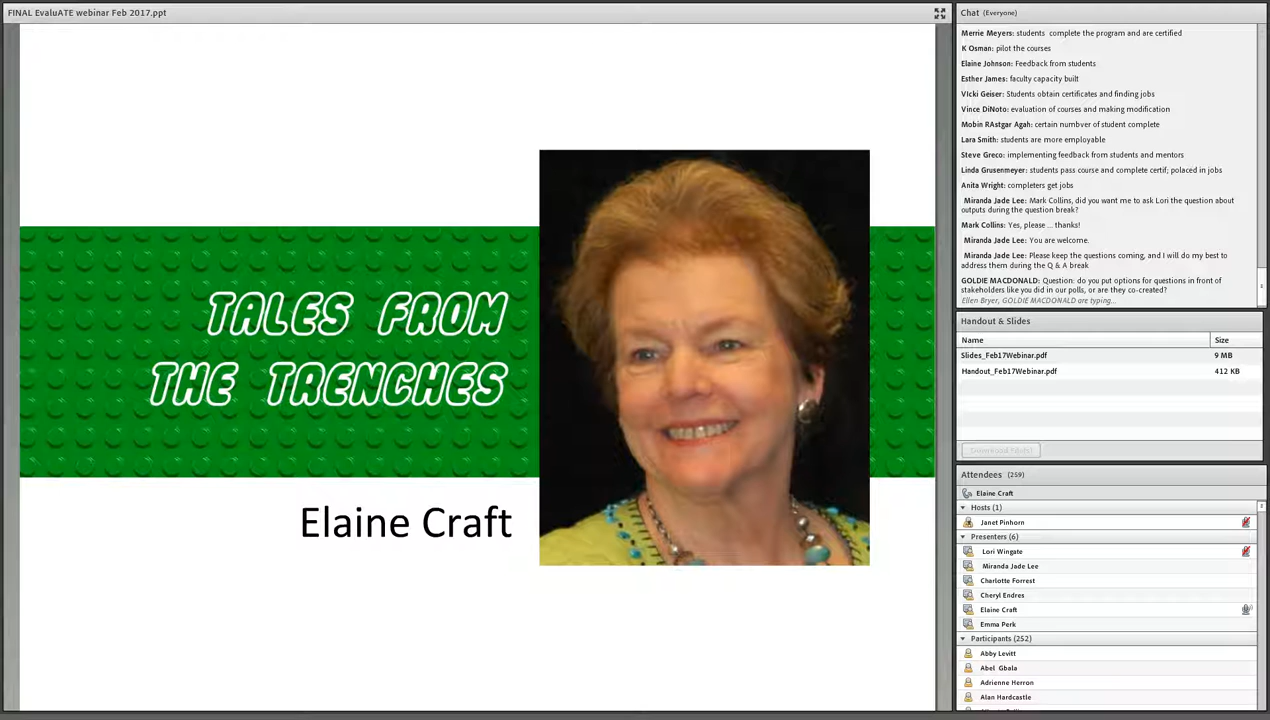 FINAL EvaluATE webinar Feb 2017.ppt
TALES FROM
THE TRENCHES
Elaine Craft
Chat (Everyone)
Merrie Meyers: students complete the program and are certified
K Osman: pilot the courses
Elaine Johnson: Feedback from students
Esther James: faculty capacity built
VIcki Geiser: Students obtain certificates and finding jobs
Vince DiNoto: evaluation of courses and making modification
Mobin RAstgar Agah: certain numbver of student complete
Lara Smith: students are more employable
Steve Greco: implementing feedback from students and mentors
Linda Grusenmeyer: students pass course and complete certif; polaced in jobs
Anita Wright: completers get jobs
Miranda Jade Lee: Mark Collins, did you want me to ask Lori the question about
outputs during the question break?
Mark Collins: Yes, please ... thanks!
Miranda Jade Lee: You are welcome.
Miranda Jade Lee: Please keep the questions coming, and I will do my best to
address them during the Q & A break
GOLDIE MACDONALD: Question: do you put options for questions in front of
stakeholders like you did in our polls, or are they co-created?
Ellen Bryer, GOLDIE MACDONALD are typing...
Handout & Slides
Name Size
Slides_Feb17Webinar.pdf 9 MB
Handout_Feb17Webinar.pdf 412 KB
Attendees (259)
Elaine Craft
Hosts (1)
Janet Pinhorn
Presenters (6)
Lori Wingate
Miranda Jade Lee
Charlotte Forrest
Cheryl Endres
Elaine Craft
Emma Perk
Participants (252)
Abby Levitt
Abel Gbala
Adrienne Herron
Alan Hardcastle